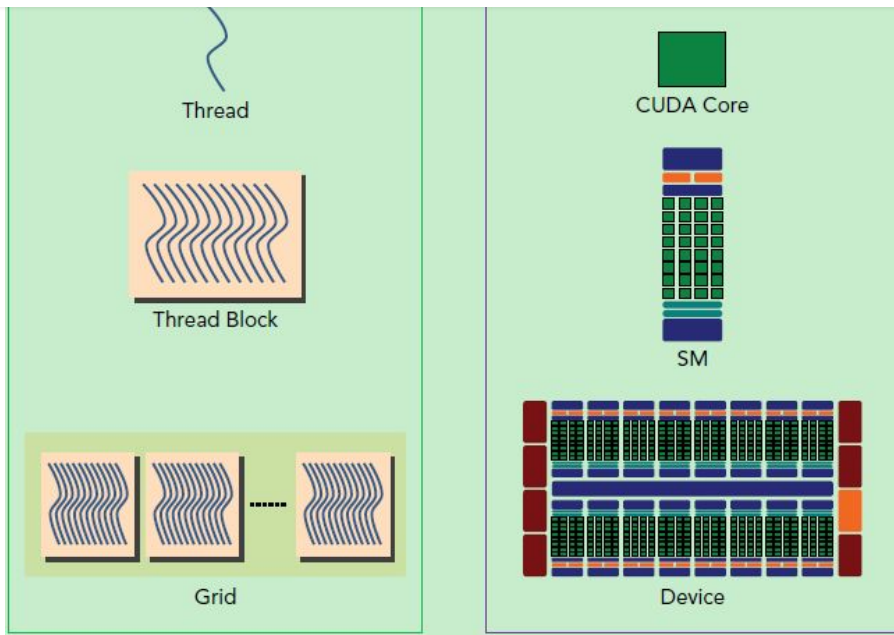 Thread
Thread Block
Grid
CUDA Core
SM
Device